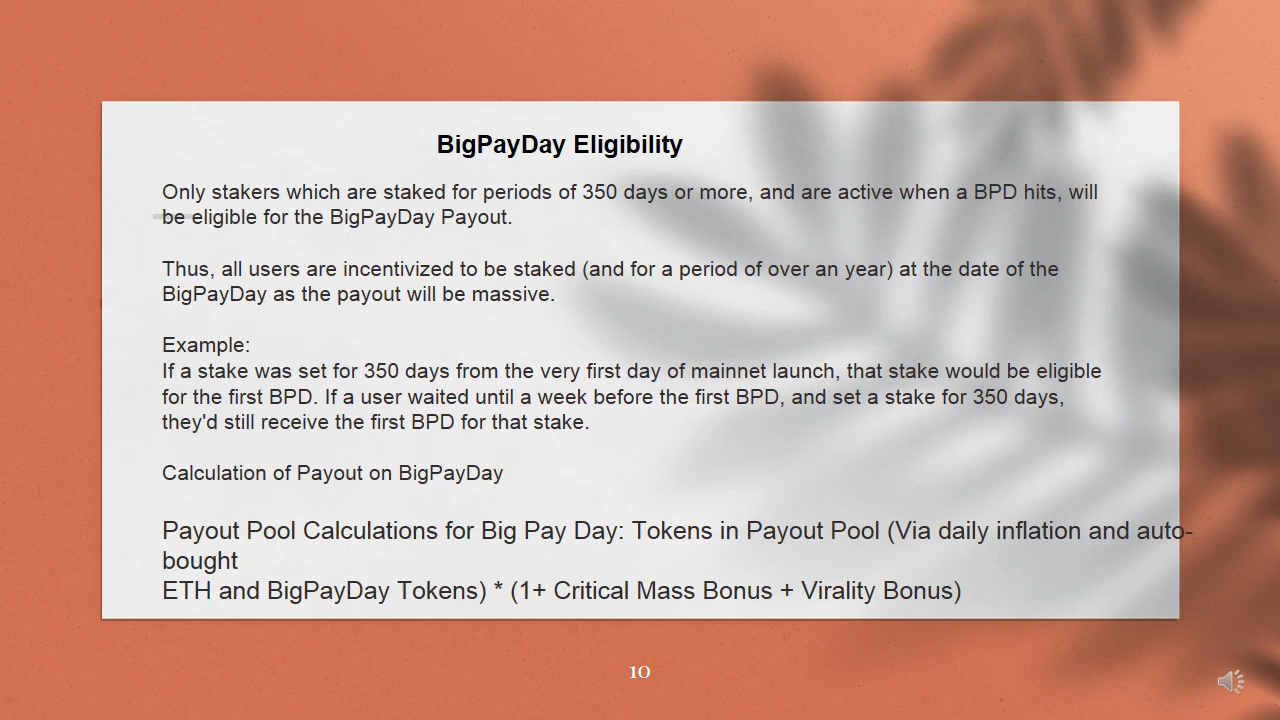 BigPayDay Eligibility
Only stakers which are staked for periods of 350 days or more, and are active when a BPD hits, will
be eligible for the BigPayDay Payout.
Thus, all users are incentivized to be staked (and for a period of over an year) at the date of the
BigPayDay as the payout will be massive.
Example:
If a stake was set for 350 days from the very first day of mainnet launch, that stake would be eligible
for the first BPD. If a user waited until a week before the first BPD, and set a stake for 350 days,
they'd still receive the first BPD for that stake.
Calculation of Payout on BigPayDay
Payout Pool Calculations for Big Pay Day: Tokens in Payout Pool (Via daily inflation and auto-
bought
ETH and BigPayDay Tokens) * (1+ Critical Mass Bonus + Virality Bonus)
10